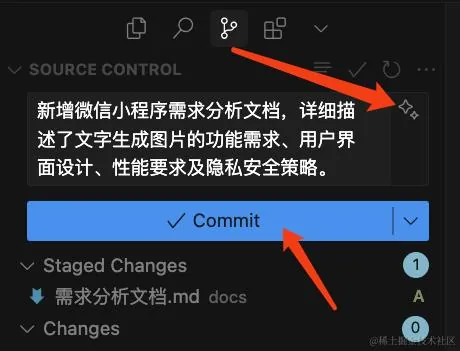 SOURCE CONTROL
新增微信小程序需求分析文档，详细描
述了文字生成图片的功能需求、用户界
面设计、性能要求及隐私安全策略。
Commit
Staged Changes 1
需求分析文档.md docs A
Changes 0
@稀土掘金技术社区